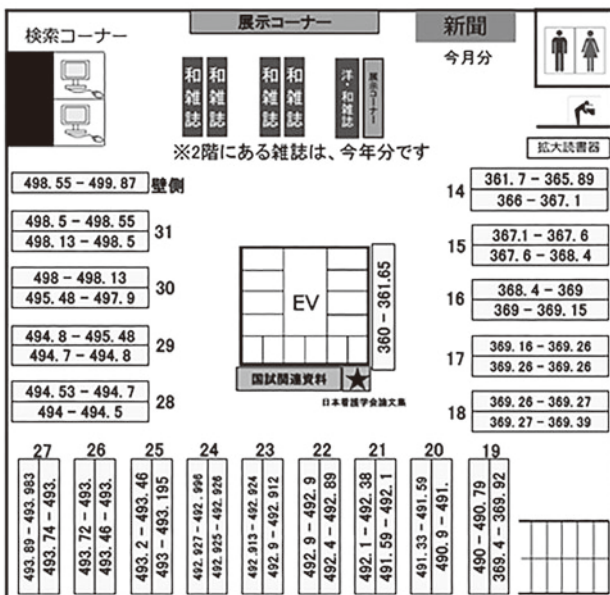 検索コーナー
展示コーナー
新聞
今月分
和雑誌
和雑誌
和雑誌
和雑誌
洋・和雑誌
展示コーナー
※2階にある雑誌は、今年分です
拡大読書器
498.55 − 499.87 壁側
498.5 − 498.55
498.13 − 498.5
31
498 − 498.13
495.48 − 497.9
30
494.8 − 495.48
494.7 − 494.8
29
494.53 − 494.7
494 − 494.5
28
EV
360 − 361.65
国試関連資料 ★
日本看護学会論文集
14
361.7 − 365.89
366 − 367.1
15
367.1 − 367.6
367.6 − 368.4
16
368.4 − 369
369 − 369.15
17
369.16 − 369.26
369.26 − 369.26
18
369.26 − 369.27
369.27 − 369.39
27
493.89 − 493.983
493.74 − 493.
26
493.72 − 493.
493.46 − 493.
25
493.2 − 493.46
493 − 493.195
24
492.927 − 492.996
492.925 − 492.926
23
492.913 − 492.924
492.9 − 492.912
22
492.9 − 492.9
492.4 − 492.89
21
492.1 − 492.38
491.59 − 492.1
20
491.33 − 491.59
490.9 − 491.
19
490 − 490.79
369.4 − 369.92